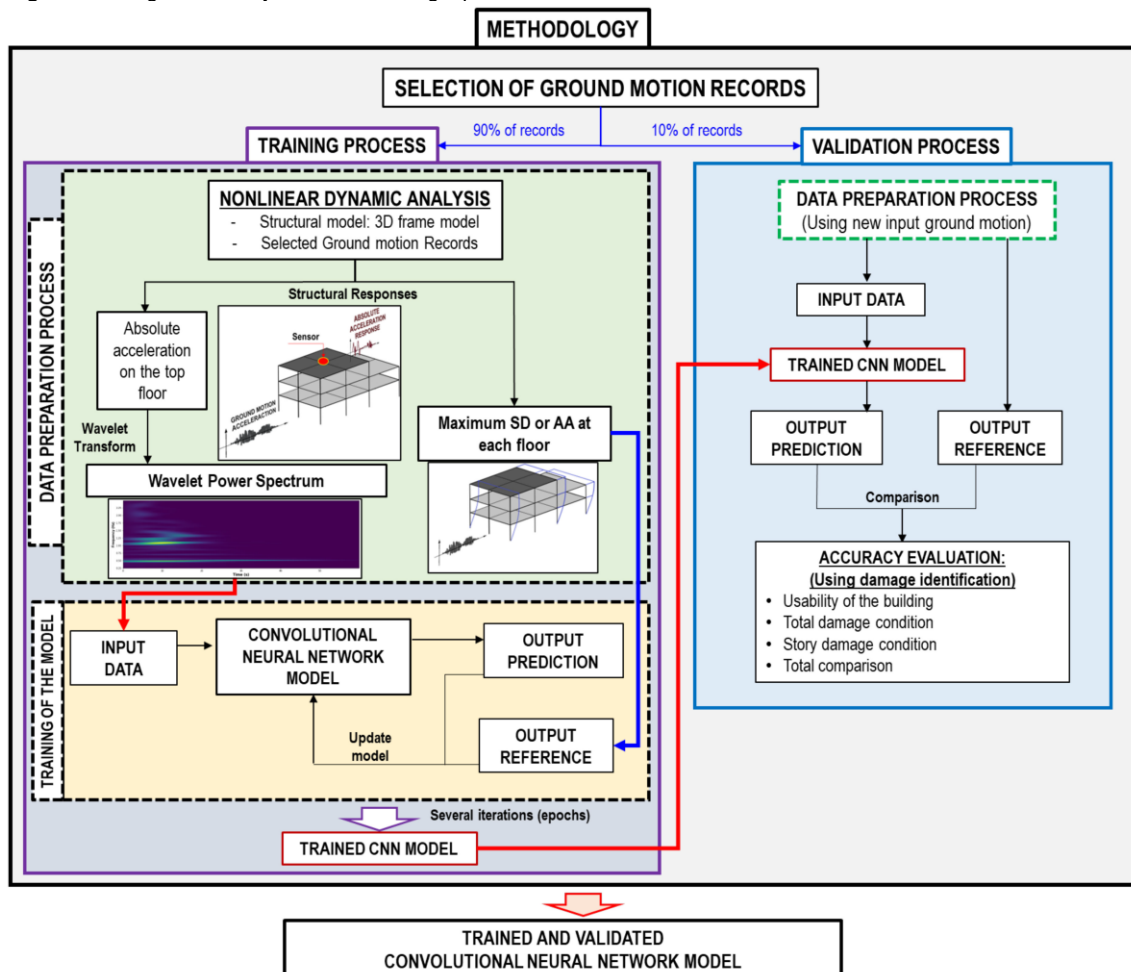 METHODOLOGY
SELECTION OF GROUND MOTION RECORDS
90% of records
10% of records
TRAINING PROCESS
VALIDATION PROCESS
DATA PREPARATION PROCESS
NONLINEAR DYNAMIC ANALYSIS
- Structural model: 3D frame model
- Selected Ground motion Records
Structural Responses
Absolute
acceleration
on the top
floor
Sensor
ABSOLUTE
ACCELERATION
RESPONSE
GROUND MOTION
ACCELERACTION
Wavelet
Transform
Maximum SD or AA at
each floor
Wavelet Power Spectrum
Time (s)
TRAINING OF THE MODEL
INPUT
DATA
CONVOLUTIONAL
NEURAL NETWORK
MODEL
OUTPUT
PREDICTION
Update
model
OUTPUT
REFERENCE
Several iterations (epochs)
TRAINED CNN MODEL
DATA PREPARATION PROCESS
(Using new input ground motion)
INPUT DATA
TRAINED CNN MODEL
OUTPUT
PREDICTION
OUTPUT
REFERENCE
Comparison
ACCURACY EVALUATION:
(Using damage identification)
• Usability of the building
• Total damage condition
• Story damage condition
• Total comparison
TRAINED AND VALIDATED
CONVOLUTIONAL NEURAL NETWORK MODEL